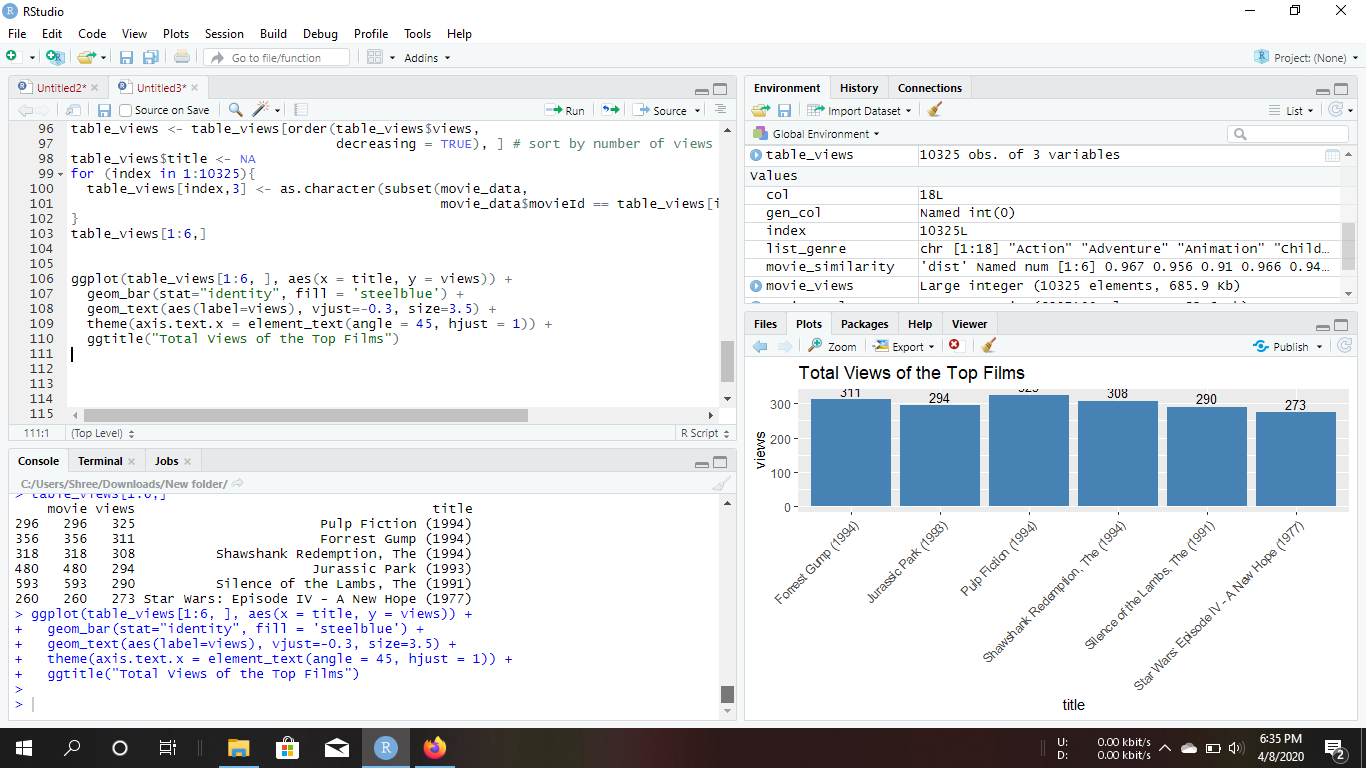 RStudio
File Edit Code View Plots Session Build Debug Profile Tools Help
Go to file/function Addins Project: (None)
Untitled2* Untitled3*
Source on Save Run Source
96 table_views <- table_views[order(table_views$views,
97 decreasing = TRUE), ] # sort by number of views
98 table_views$title <- NA
99 for (index in 1:10325){
100 table_views[index,3] <- as.character(subset(movie_data,
101 movie_data$movieId == table_views[i
102 }
103 table_views[1:6,]
104
105
106 ggplot(table_views[1:6, ], aes(x = title, y = views)) +
107 geom_bar(stat="identity", fill = 'steelblue') +
108 geom_text(aes(label=views), vjust=-0.3, size=3.5) +
109 theme(axis.text.x = element_text(angle = 45, hjust = 1)) +
110 ggtitle("Total Views of the Top Films")
111
112
113
114
115
111:1 (Top Level) R Script
Console Terminal Jobs
C:/Users/Shree/Downloads/New folder/
> table_views[1:6,]
movie views title
296 296 325 Pulp Fiction (1994)
356 356 311 Forrest Gump (1994)
318 318 308 Shawshank Redemption, The (1994)
480 480 294 Jurassic Park (1993)
593 593 290 Silence of the Lambs, The (1991)
260 260 273 Star Wars: Episode IV - A New Hope (1977)
> ggplot(table_views[1:6, ], aes(x = title, y = views)) +
+ geom_bar(stat="identity", fill = 'steelblue') +
+ geom_text(aes(label=views), vjust=-0.3, size=3.5) +
+ theme(axis.text.x = element_text(angle = 45, hjust = 1)) +
+ ggtitle("Total Views of the Top Films")
>
>
Environment History Connections
Import Dataset List
Global Environment
table_views 10325 obs. of 3 variables
Values
col 18L
gen_col Named int(0)
index 10325L
list_genre chr [1:18] "Action" "Adventure" "Animation" "Child…
movie_similarity 'dist' Named num [1:6] 0.967 0.956 0.91 0.966 0.94…
movie_views Large integer (10325 elements, 685.9 Kb)
Files Plots Packages Help Viewer
Zoom Export Publish
Total Views of the Top Films
311 294 325 308 290 273
300
200
100
0
views
Forrest Gump (1994)
Jurassic Park (1993)
Pulp Fiction (1994)
Shawshank Redemption, The (1994)
Silence of the Lambs, The (1991)
Star Wars: Episode IV - A New Hope (1977)
title
U: 0.00 kbit/s
D: 0.00 kbit/s
6:35 PM
4/8/2020
2